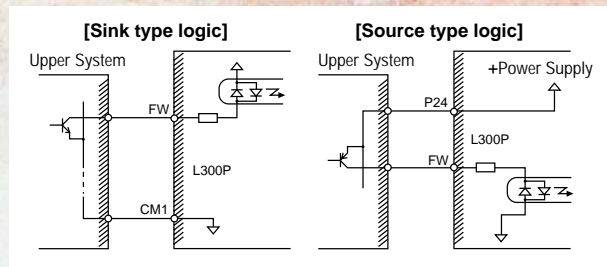 [Sink type logic]
Upper System
FW
L300P
CM1
[Source type logic]
Upper System
+Power Supply
P24
L300P
FW